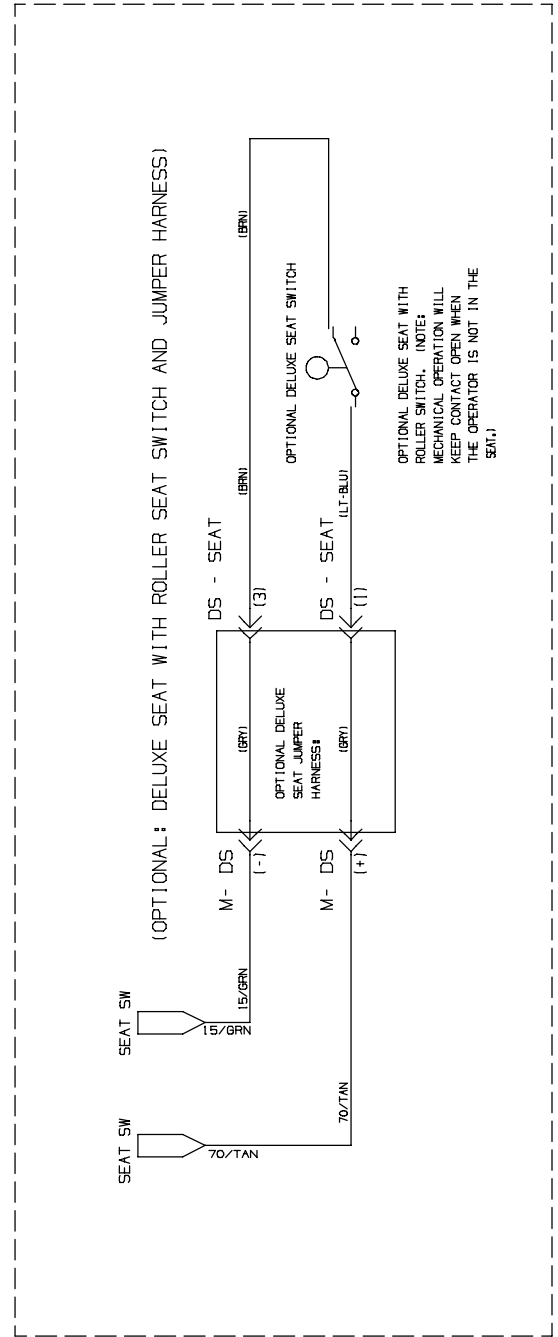 (OPTIONAL: DELUXE SEAT WITH ROLLER SEAT SWITCH AND JUMPER HARNESS)
SEAT SW
SEAT SW
15/GRN
15/GRN
70/TAN
70/TAN
M- DS
(-)
M- DS
(+)
(GRY)
OPTIONAL DELUXE
SEAT JUMPER
HARNESS:
(GRY)
DS - SEAT
(3)
DS - SEAT
(1)
(BRN)
(BRN)
(LT-BLU)
OPTIONAL DELUXE SEAT SWITCH
OPTIONAL DELUXE SEAT WITH
ROLLER SWITCH. (NOTE:
MECHANICAL OPERATION WILL
KEEP CONTACT OPEN WHEN
THE OPERATOR IS NOT IN THE
SEAT.)